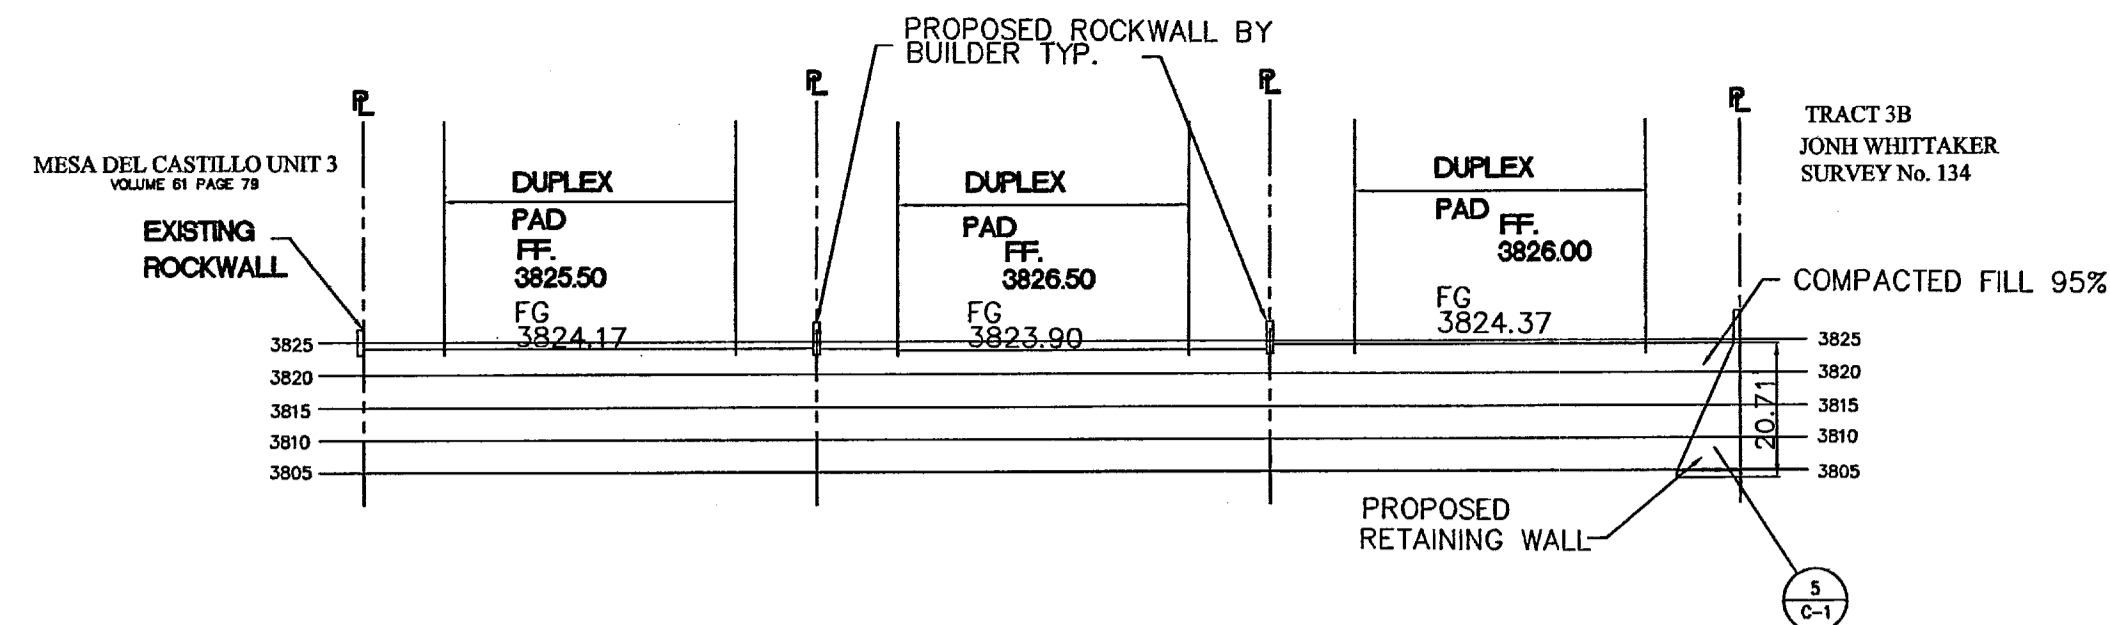 PROPOSED ROCKWALL BY
BUILDER TYP.
PL
PL
PL
PL
MESA DEL CASTILLO UNIT 3
VOLUME 61 PAGE 79
TRACT 3B
JONH WHITTAKER
SURVEY No. 134
EXISTING
ROCKWALL
DUPLEX
PAD
FF.
3825.50
FG
3824.17
DUPLEX
PAD
FF.
3826.50
FG
3823.90
DUPLEX
PAD
FF.
3826.00
FG
3824.37
COMPACTED FILL 95%
3825
3820
3815
3810
3805
3825
3820
3815
3810
3805
20.71
PROPOSED
RETAINING WALL
5
C-1